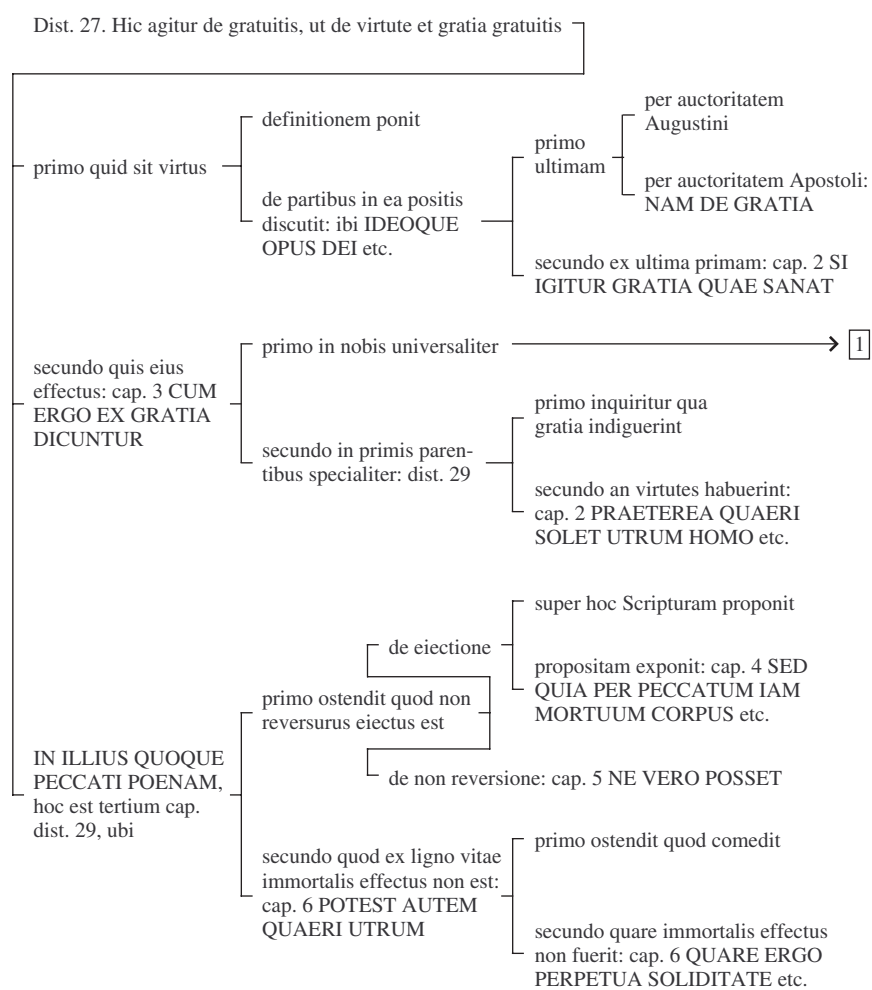 Dist. 27. Hic agitur de gratuitis, ut de virtute et gratia gratuitis
primo quid sit virtus
definitionem ponit
de partibus in ea positis
discutit: ibi IDEOQUE
OPUS DEI etc.
primo
ultimam
per auctoritatem
Augustini
per auctoritatem Apostoli:
NAM DE GRATIA
secundo ex ultima primam: cap. 2 SI
IGITUR GRATIA QUAE SANAT
secundo quis eius
effectus: cap. 3 CUM
ERGO EX GRATIA
DICUNTUR
primo in nobis universaliter
1
secundo in primis paren-
tibus specialiter: dist. 29
primo inquiritur qua
gratia indiguerint
secundo an virtutes habuerint:
cap. 2 PRAETEREA QUAERI
SOLET UTRUM HOMO etc.
IN ILLIUS QUOQUE
PECCATI POENAM,
hoc est tertium cap.
dist. 29, ubi
primo ostendit quod non
reversurus eiectus est
de eiectione
super hoc Scripturam proponit
propositam exponit: cap. 4 SED
QUIA PER PECCATUM IAM
MORTUUM CORPUS etc.
de non reversione: cap. 5 NE VERO POSSET
secundo quod ex ligno vitae
immortalis effectus non est:
cap. 6 POTEST AUTEM
QUAERI UTRUM
primo ostendit quod comedit
secundo quare immortalis effectus
non fuerit: cap. 6 QUARE ERGO
PERPETUA SOLIDITATE etc.